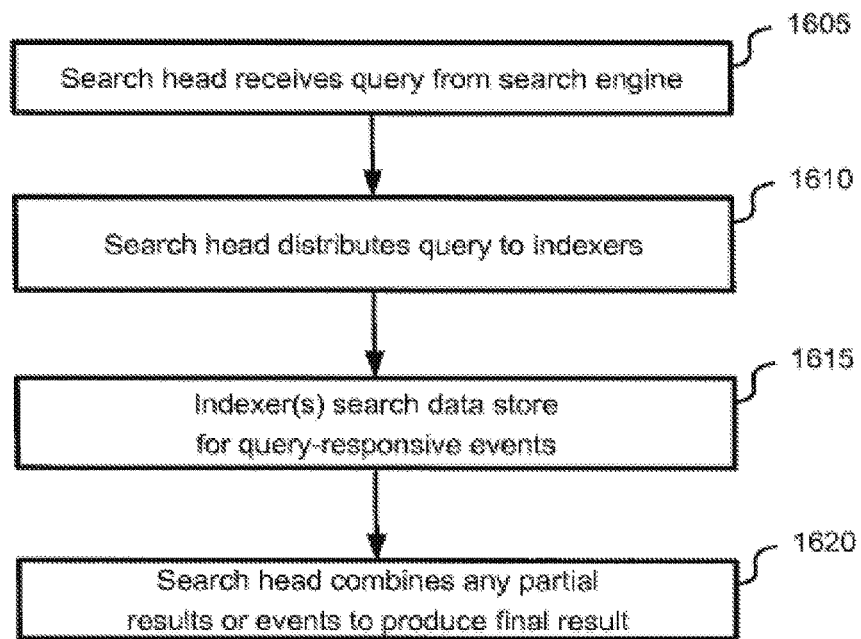 1605
Search head receives query from search engine
1610
Search head distributes query to indexers
1615
Indexer(s) search data store
for query-responsive events
1620
Search head combines any partial
results or events to produce final result